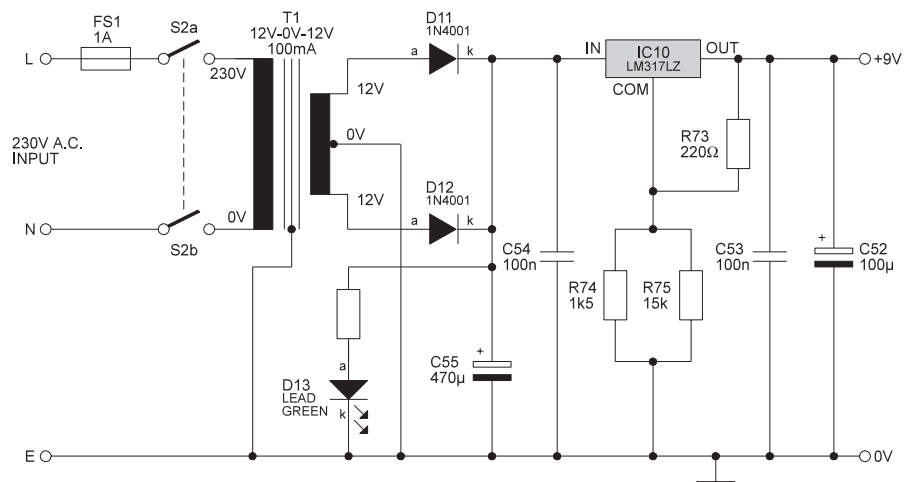 FS1
1A
S2a
T1
12V-0V-12V
100mA
D11
1N4001
a
k
IN
IC10
LM317LZ
OUT
COM
L
230V
12V
+9V
230V A.C.
INPUT
0V
R73
220Ω
12V
D12
1N4001
a
k
N
0V
S2b
C54
100n
R74
1k5
R75
15k
C53
100n
+
C52
100µ
a
D13
LEAD
GREEN
k
+
C55
470µ
E
0V